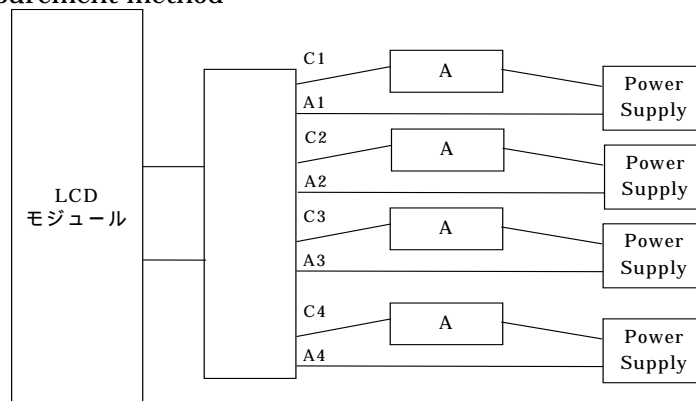 C1
A
Power
Supply
A1
C2
A
Power
Supply
A2
LCD
モジュール
C3
A
Power
Supply
A3
C4
A
Power
Supply
A4